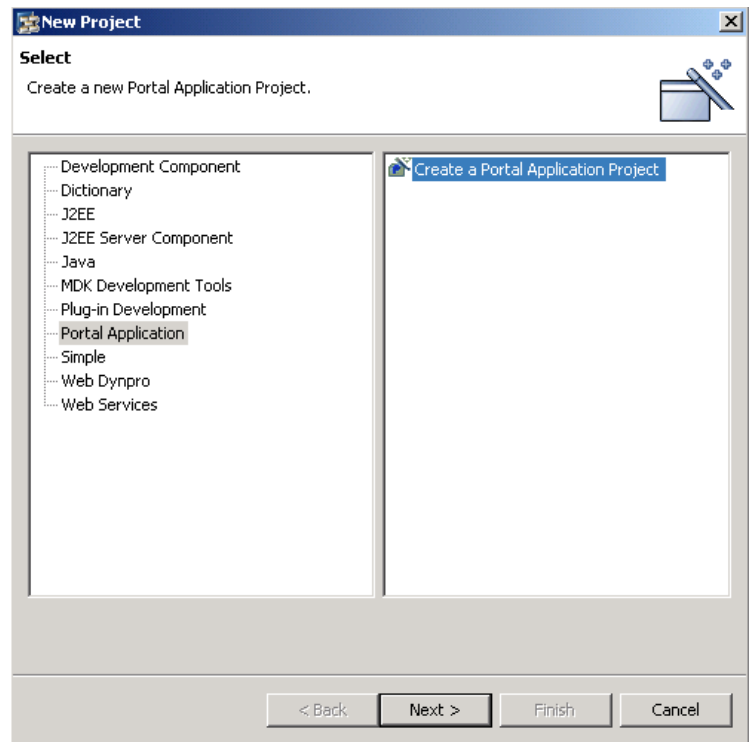 New Project
Select
Create a new Portal Application Project.
Development Component
Dictionary
J2EE
J2EE Server Component
Java
MDK Development Tools
Plug-in Development
Portal Application
Simple
Web Dynpro
Web Services
Create a Portal Application Project
< Back
Next >
Finish
Cancel